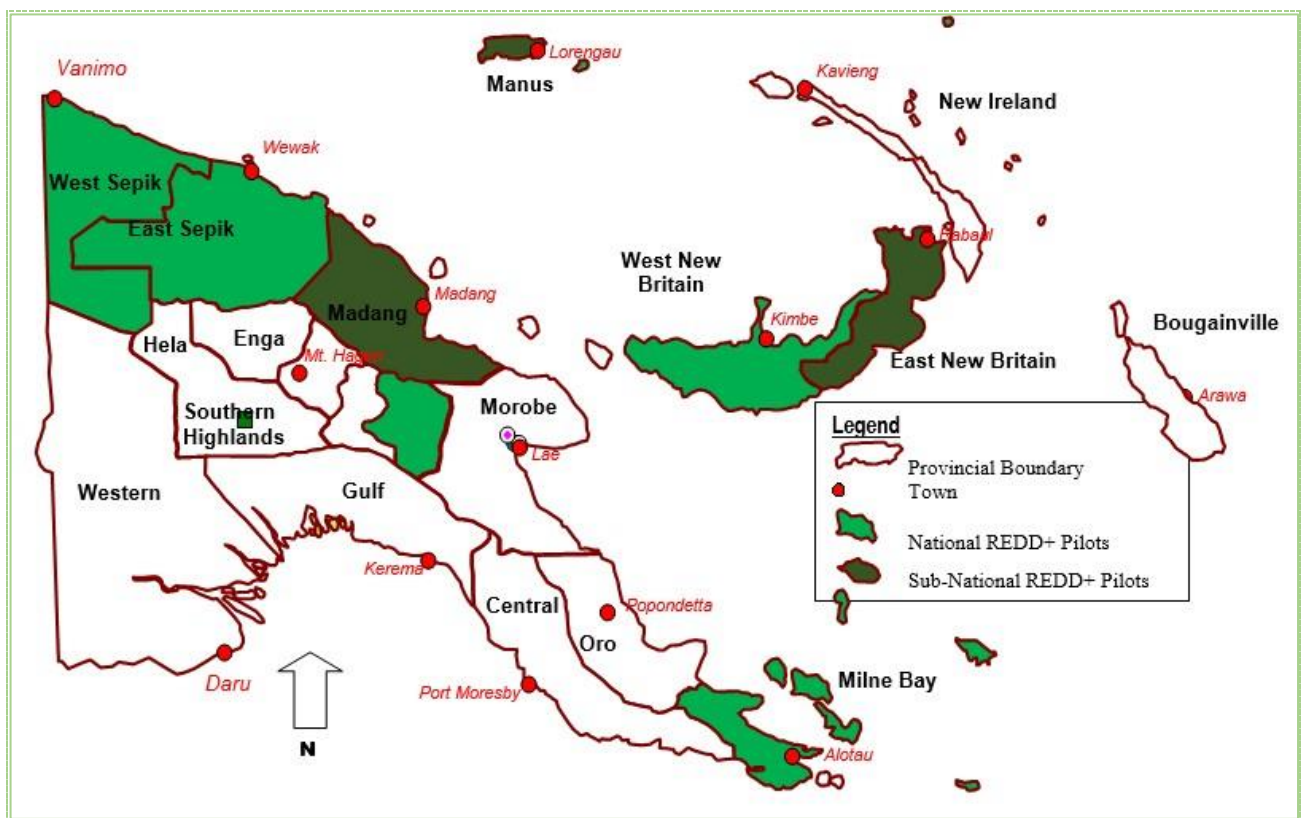 Lorengau
Manus
Vanimo
Kavieng
New Ireland
Wewak
West Sepik
East Sepik
Rabaul
West New
Britain
Madang
Madang
Kimbe
Bougainville
Hela
Enga
Mt. Hagen
East New Britain
Arawa
Southern
Highlands
Morobe
Lae
Western
Gulf
Legend
Provincial Boundary
Town
National REDD+ Pilots
Sub-National REDD+ Pilots
Kerema
Central
Popondetta
Oro
Daru
Port Moresby
Milne Bay
Alotau
N